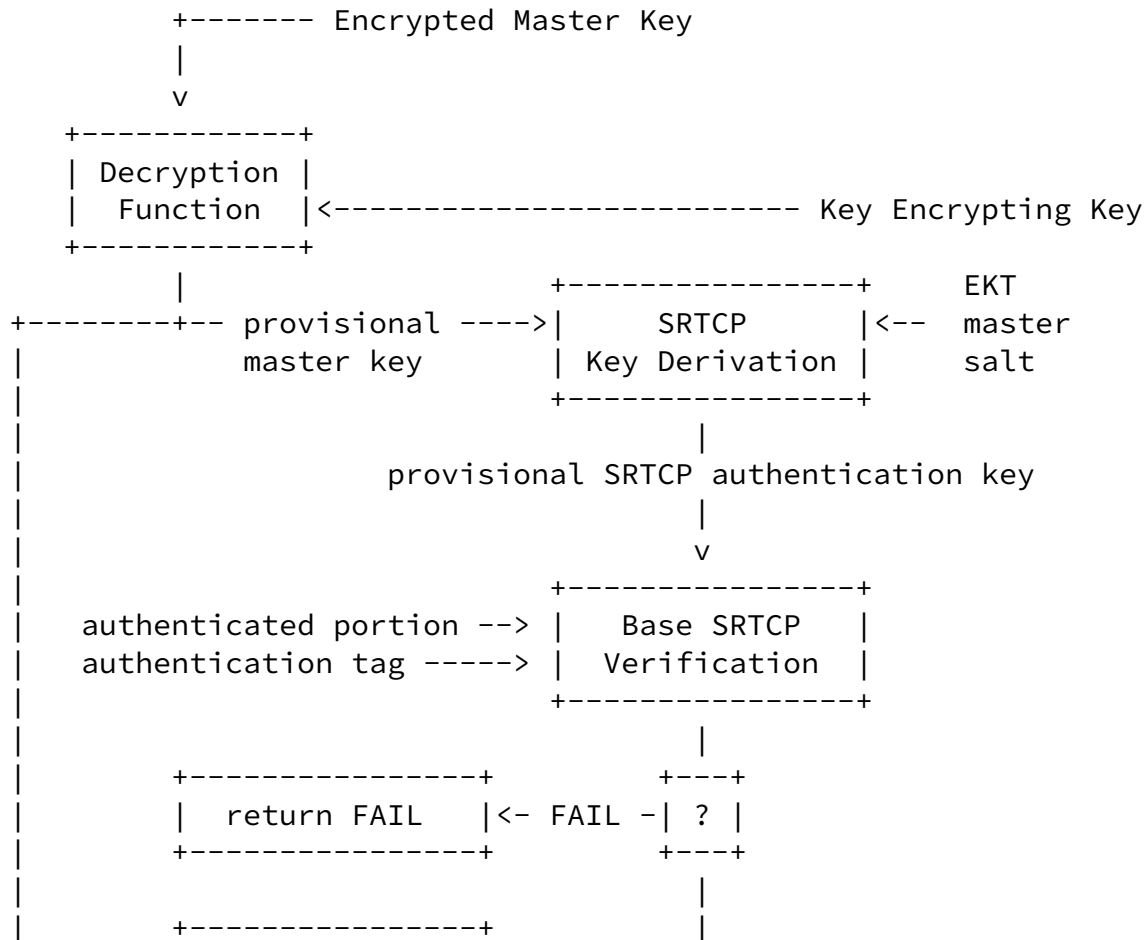 +------- Encrypted Master Key
|
v
+------------+
| Decryption |
| Function |<-------------------------- Key Encrypting Key
+------------+
| +----------------+ EKT
+--------+-- provisional ---->| SRTCP |<-- master
| master key | Key Derivation | salt
| +----------------+
| |
| provisional SRTCP authentication key
| |
| v
| +----------------+
| authenticated portion --> | Base SRTCP |
| authentication tag -----> | Verification |
| +----------------+
| |
| +----------------+ +---+
| | return FAIL |<- FAIL -| ? |
| +----------------+ +---+
| |
| +----------------+ |